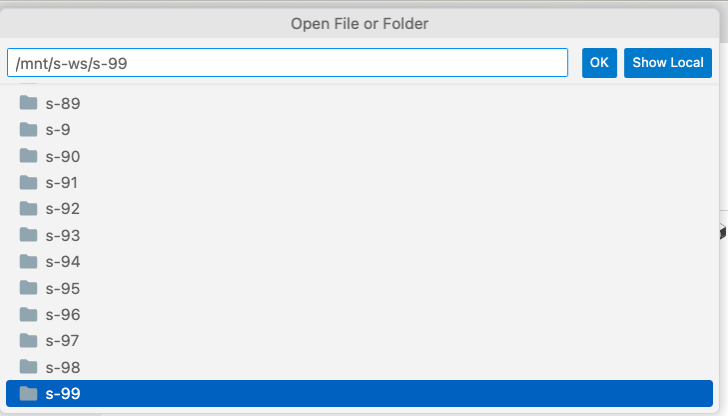 Open File or Folder
/mnt/s-ws/s-99
OK
Show Local
s-89
s-9
s-90
s-91
s-92
s-93
s-94
s-95
s-96
s-97
s-98
s-99